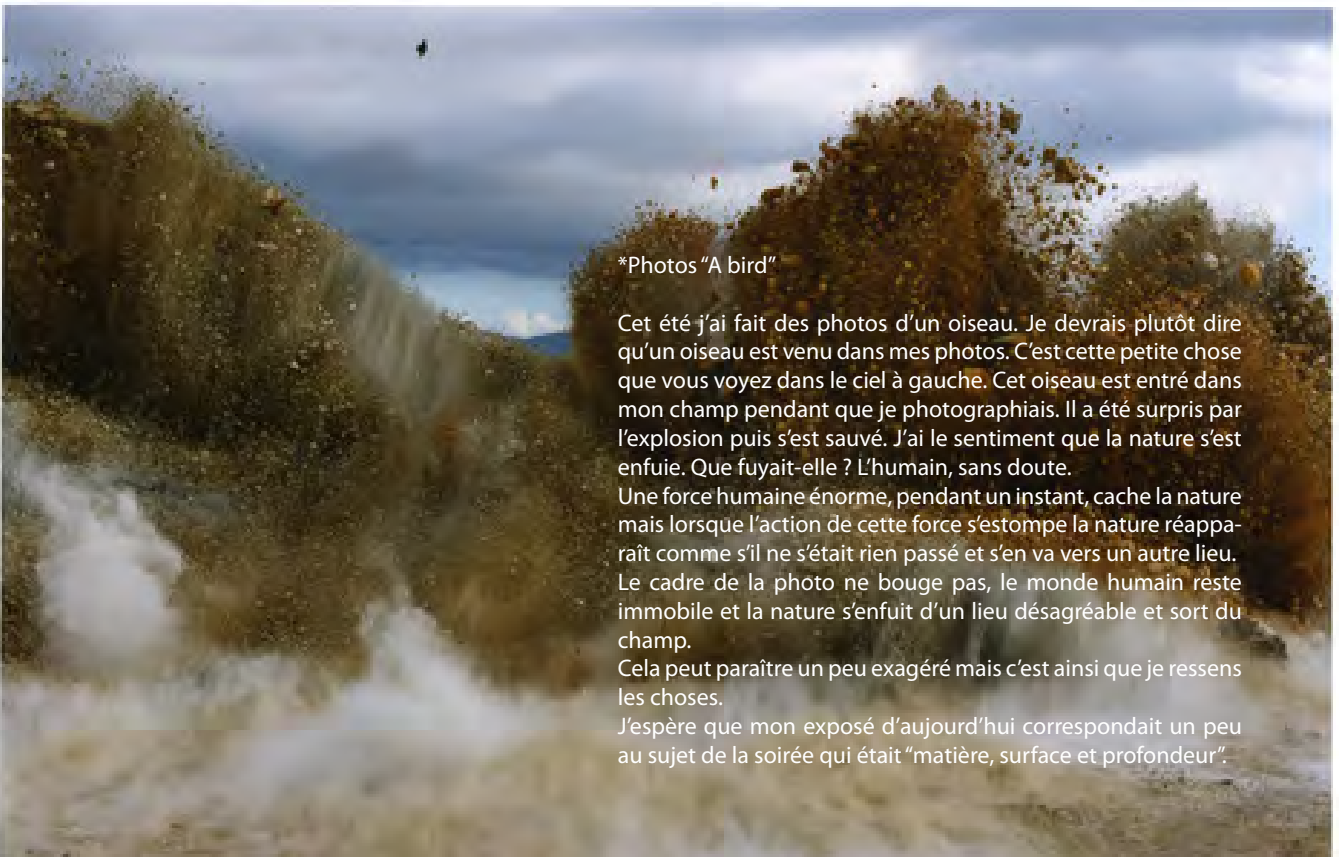 *Photos “A bird”
Cet été j’ai fait des photos d’un oiseau. Je devrais plutôt dire
qu’un oiseau est venu dans mes photos. C’est cette petite chose
que vous voyez dans le ciel à gauche. Cet oiseau est entré dans
mon champ pendant que je photographiais. Il a été surpris par
l’explosion puis s’est sauvé. J’ai le sentiment que la nature s’est
enfuie. Que fuyait-elle ? L’humain, sans doute.
Une force humaine énorme, pendant un instant, cache la nature
mais lorsque l’action de cette force s’estompe la nature réappa-
raît comme s’il ne s’était rien passé et s’en va vers un autre lieu.
Le cadre de la photo ne bouge pas, le monde humain reste
immobile et la nature s’enfuit d’un lieu désagréable et sort du
champ.
Cela peut paraître un peu exagéré mais c’est ainsi que je ressens
les choses.
J’espère que mon exposé d’aujourd’hui correspondait un peu
au sujet de la soirée qui était “matière, surface et profondeur”.